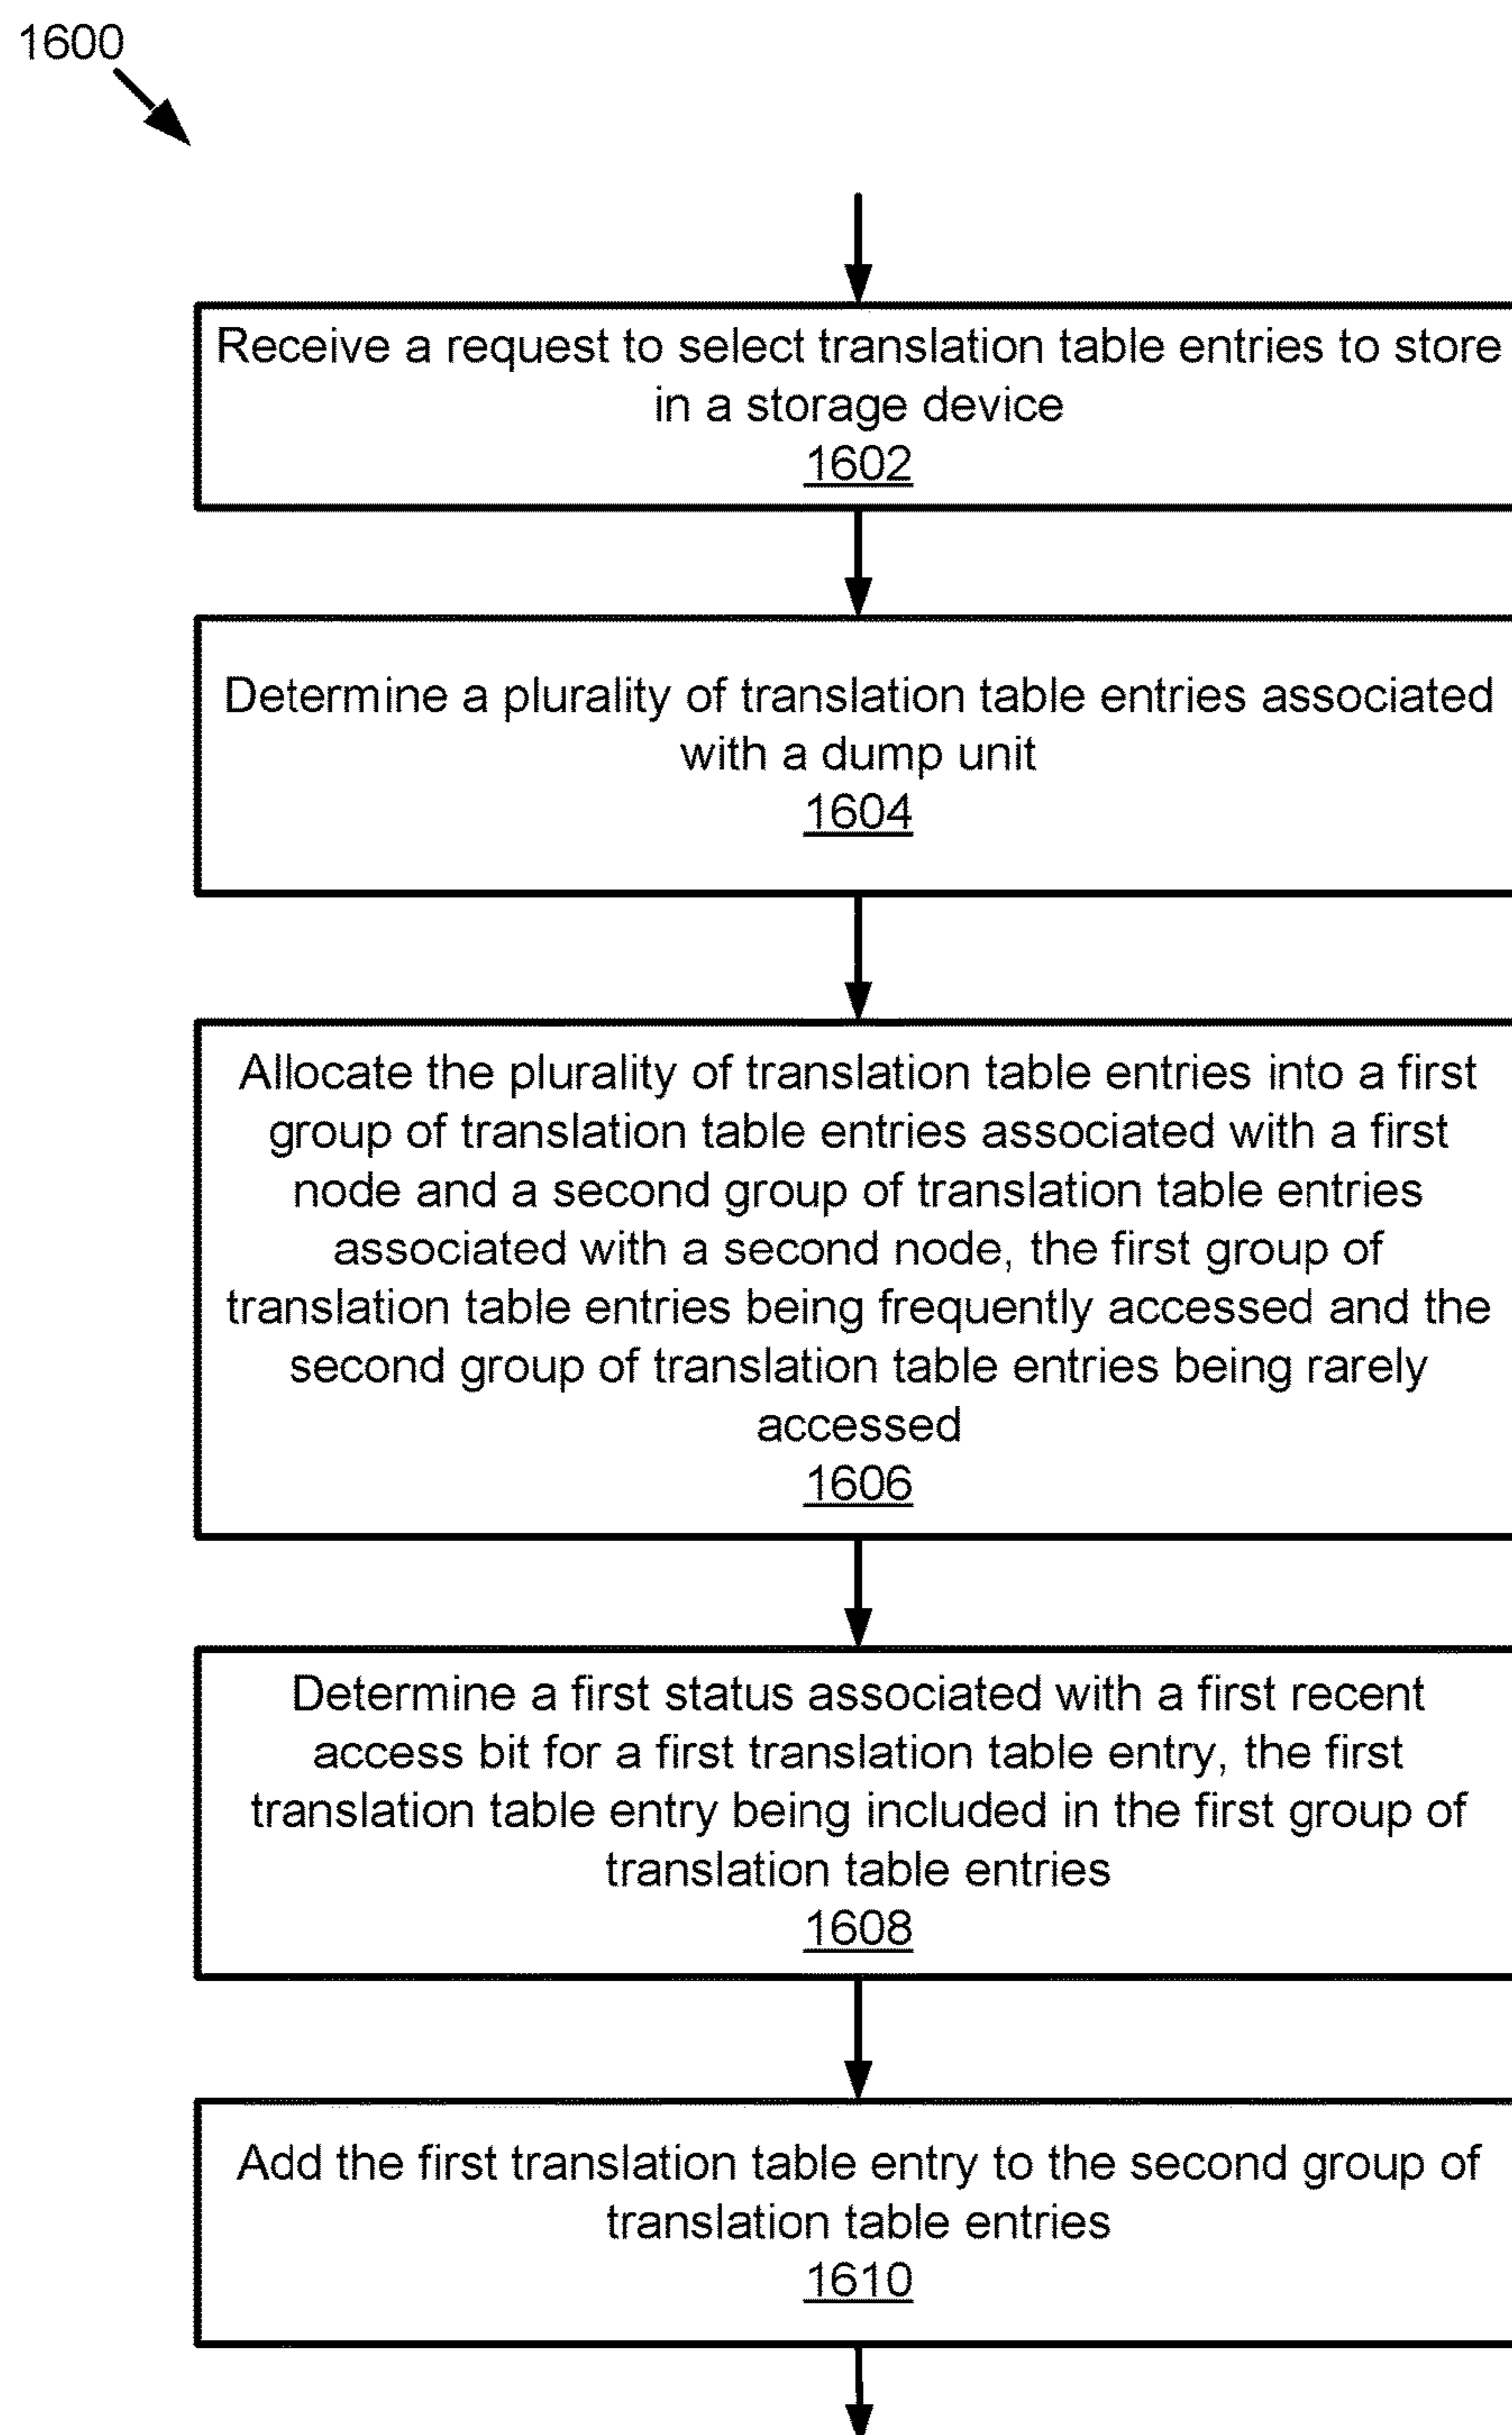 1600
Receive a request to select translation table entries to store
in a storage device
1602
Determine a plurality of translation table entries associated
with a dump unit
1604
Allocate the plurality of translation table entries into a first
group of translation table entries associated with a first
node and a second group of translation table entries
associated with a second node, the first group of
translation table entries being frequently accessed and the
second group of translation table entries being rarely
accessed
1606
Determine a first status associated with a first recent
access bit for a first translation table entry, the first
translation table entry being included in the first group of
translation table entries
1608
Add the first translation table entry to the second group of
translation table entries
1610